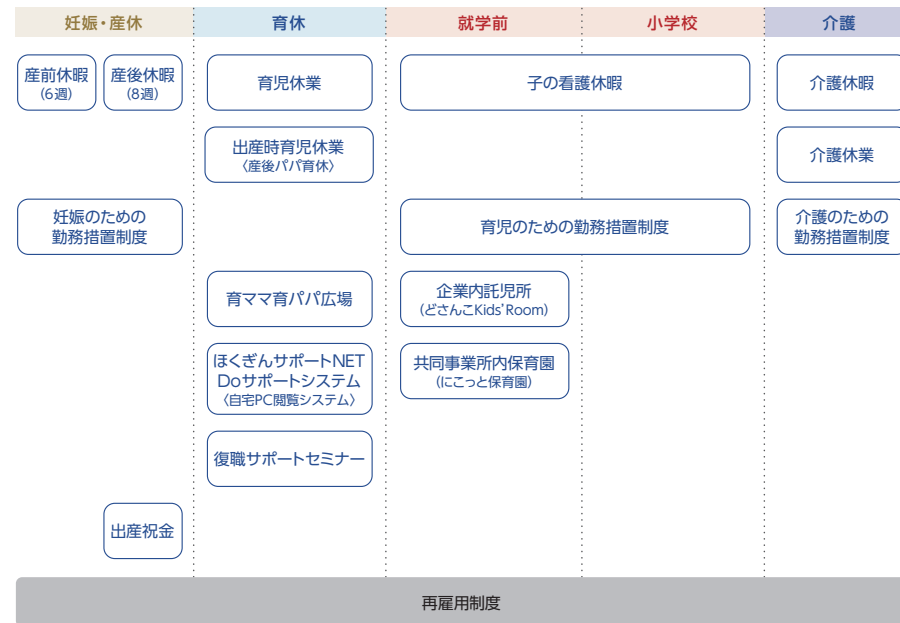 妊娠・産休
育休
就学前
小学校
介護
産前休暇
(6週)
産後休暇
(8週)
育児休業
子の看護休暇
介護休暇
出産時育児休業
〈産後パパ育休〉
介護休業
妊娠のための
勤務措置制度
育児のための勤務措置制度
介護のための
勤務措置制度
育ママ育パパ広場
企業内託児所
(どさんこKids'Room)
ほくぎんサポートNET
Doサポートシステム
〈自宅PC閲覧システム〉
共同事業所内保育園
(にこっと保育園)
復職サポートセミナー
出産祝金
再雇用制度